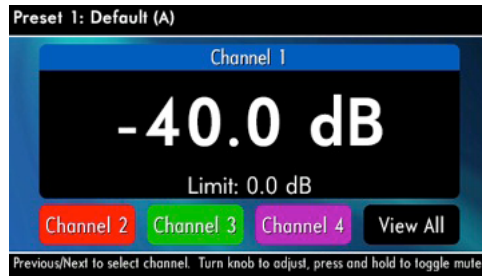 Preset 1: Default (A)
Channel 1
-40.0 dB
Limit: 0.0 dB
Channel 2 Channel 3 Channel 4 View All
Previous/Next to select channel. Turn knob to adjust, press and hold to toggle mute